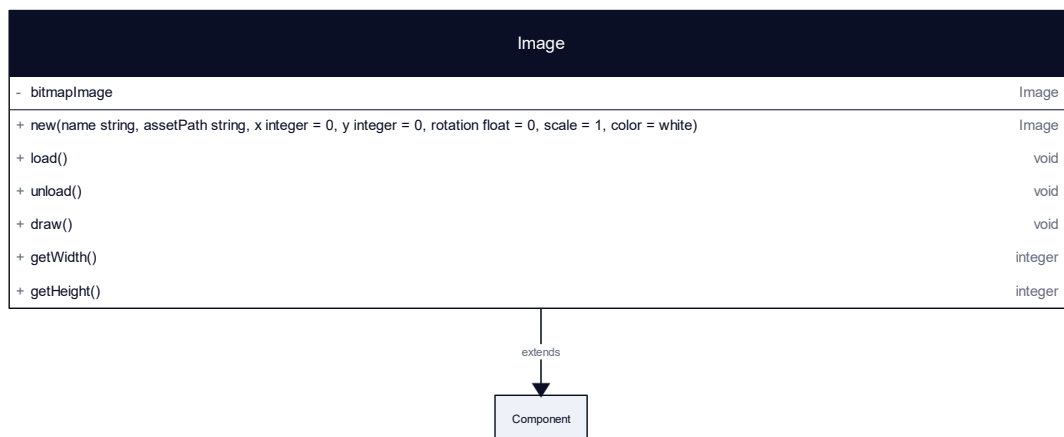 Image
- bitmapImage Image
+ new(name string, assetPath string, x integer = 0, y integer = 0, rotation float = 0, scale = 1, color = white) Image
+ load() void
+ unload() void
+ draw() void
+ getWidth() integer
+ getHeight() integer
extends
Component